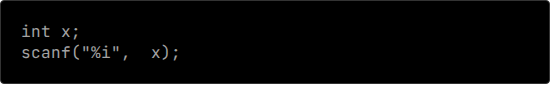 int x;
scanf("%i",  x);